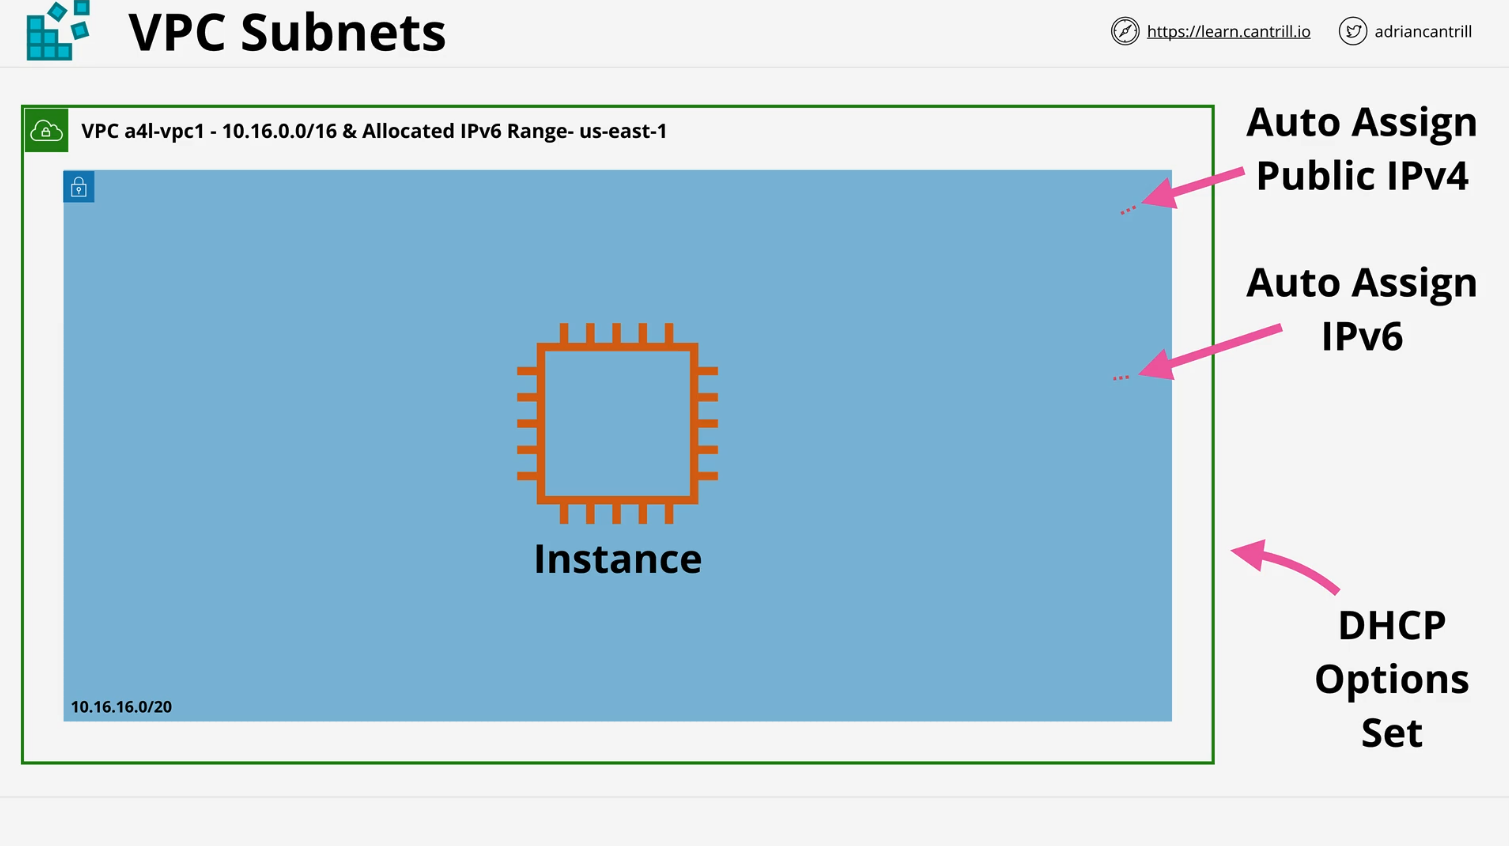 VPC Subnets
https://learn.cantrill.io
adriancantrill
VPC a4l-vpc1 - 10.16.0.0/16 & Allocated IPv6 Range- us-east-1
Auto Assign
Public IPv4
Auto Assign
IPv6
Instance
DHCP
Options
Set
10.16.16.0/20